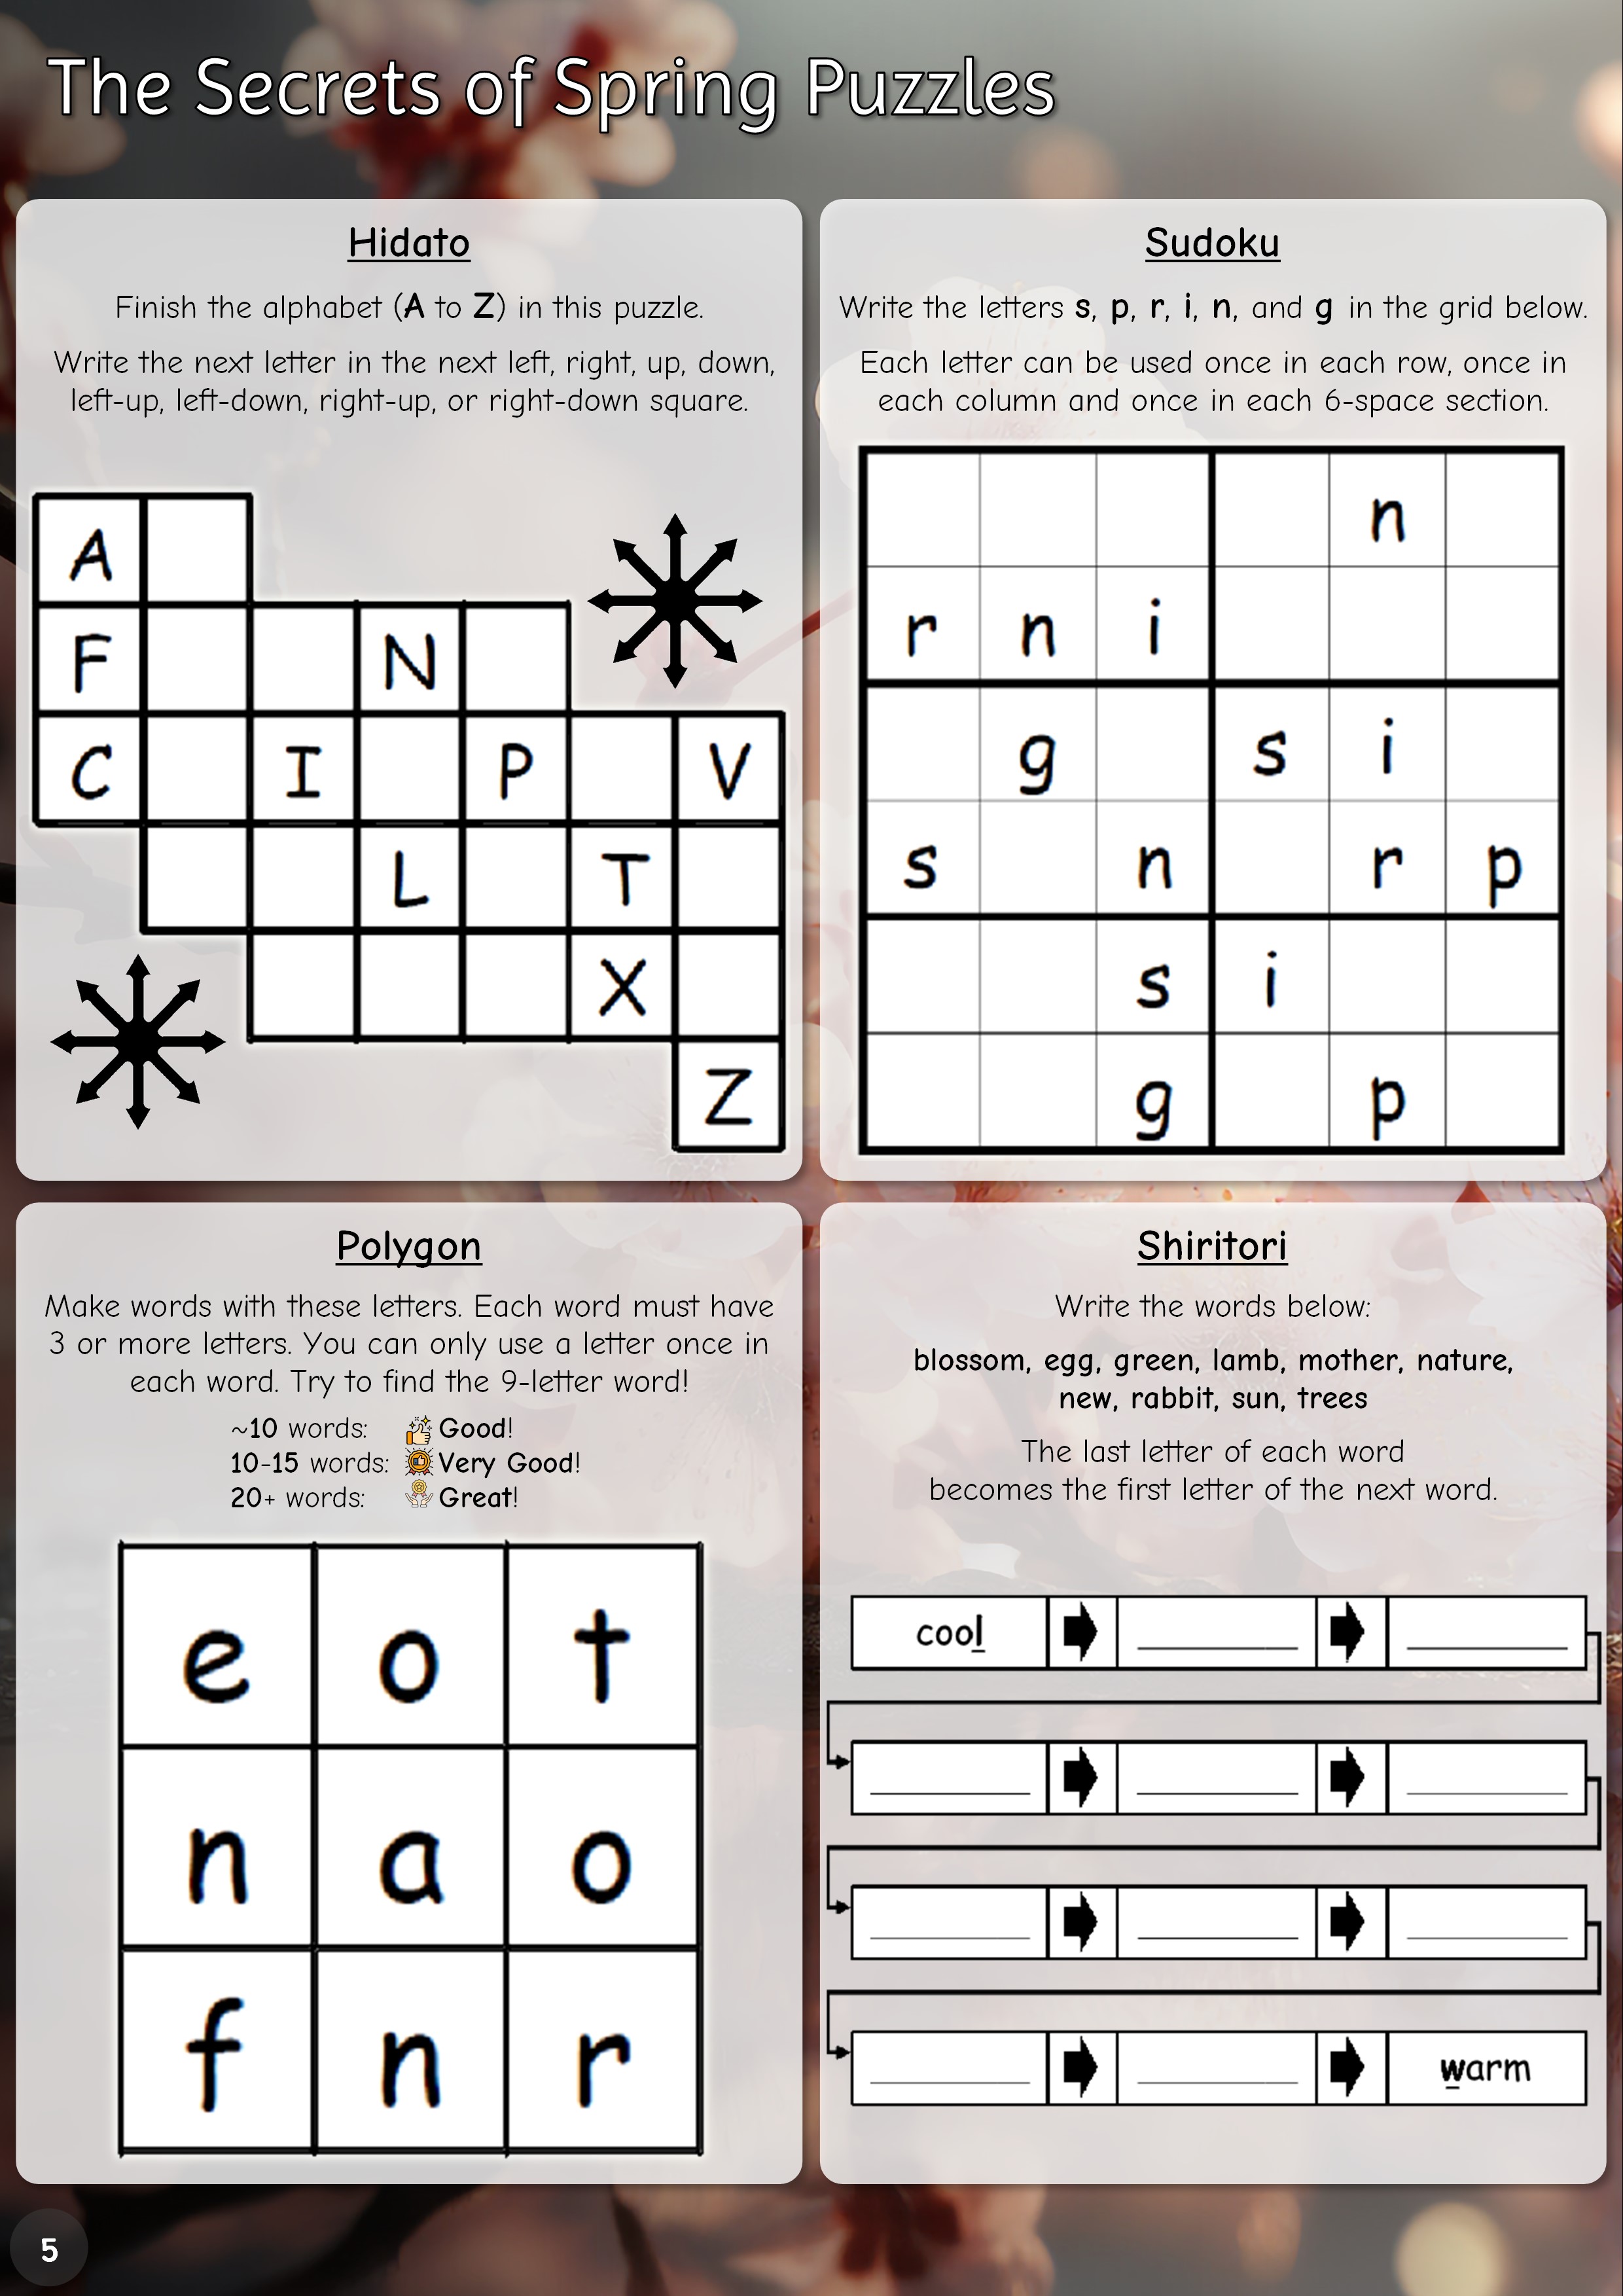 The Secrets of Spring Puzzles
Hidato
Finish the alphabet (A to Z) in this puzzle.
Write the next letter in the next left, right, up, down,
left-up, left-down, right-up, or right-down square.
A
F N
C I P V
L T
X
Z
Sudoku
Write the letters s, p, r, i, n, and g in the grid below.
Each letter can be used once in each row, once in
each column and once in each 6-space section.
n
r n i
g s i
s n r p
s i
g p
Polygon
Make words with these letters. Each word must have
3 or more letters. You can only use a letter once in
each word. Try to find the 9-letter word!
~10 words: Good!
10-15 words: Very Good!
20+ words: Great!
e o t
n a o
f n r
Shiritori
Write the words below:
blossom, egg, green, lamb, mother, nature,
new, rabbit, sun, trees
The last letter of each word
becomes the first letter of the next word.
cool
warm
5